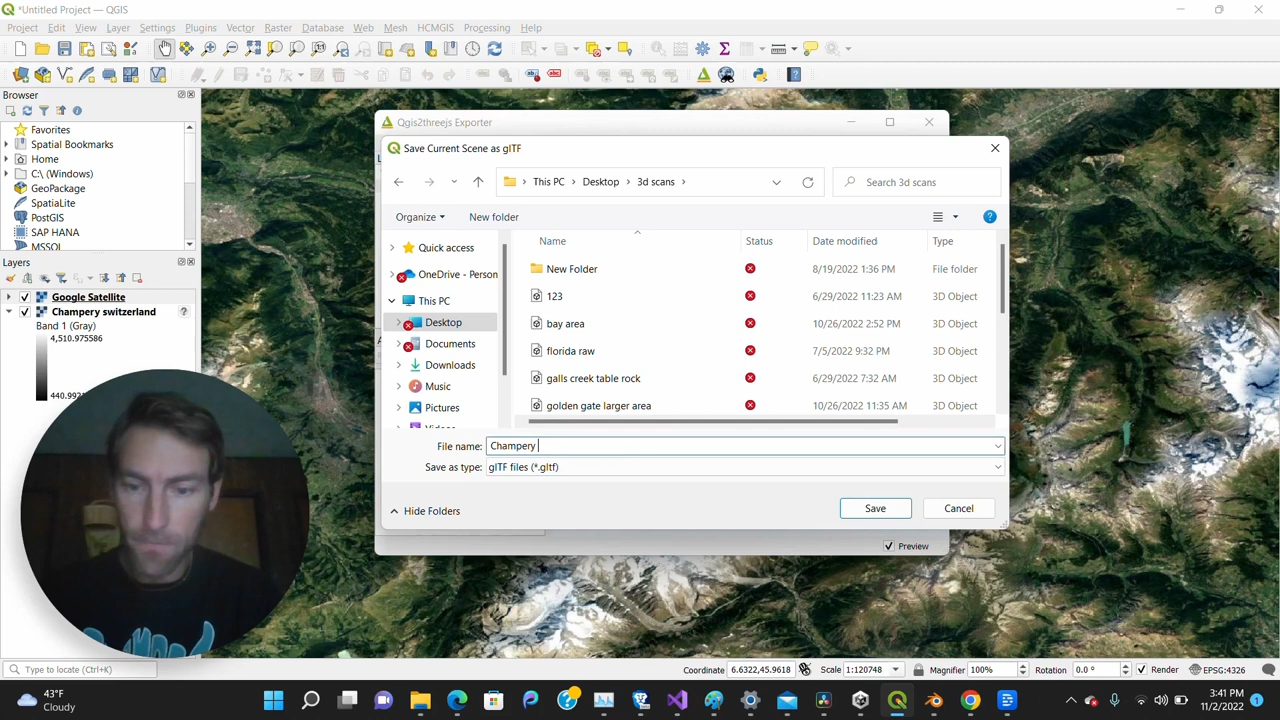 *Untitled Project — QGIS
Project Edit View Layer Settings Plugins Vector Raster Database Web Mesh HCMGIS Processing Help
Browser
Favorites
Spatial Bookmarks
Home
C:\ (Windows)
GeoPackage
SpatiaLite
PostGIS
SAP HANA
MSSQL
Layers
Google Satellite
Champery switzerland
Band 1 (Gray)
4,510.975586
Qgis2threejs Exporter
Save Current Scene as glTF
This PC > Desktop > 3d scans >
Search 3d scans
Organize New folder
Quick access
OneDrive - Person
This PC
Desktop
Documents
Downloads
Music
Pictures
Videos
Name Status Date modified Type
New Folder 8/19/2022 1:36 PM File folder
123 6/29/2022 11:23 AM 3D Object
bay area 10/26/2022 2:52 PM 3D Object
florida raw 7/5/2022 9:32 PM 3D Object
galls creek table rock 6/29/2022 7:32 AM 3D Object
golden gate larger area 10/26/2022 11:35 AM 3D Object
File name: Champery
Save as type: glTF files (*.gltf)
Hide Folders
Save Cancel
Preview
Type to locate (Ctrl+K)
Coordinate 6.6322,45.9618 Scale 1:120748 Magnifier 100% Rotation 0.0 ° Render EPSG:4326
43°F
Cloudy
3:41 PM
11/2/2022